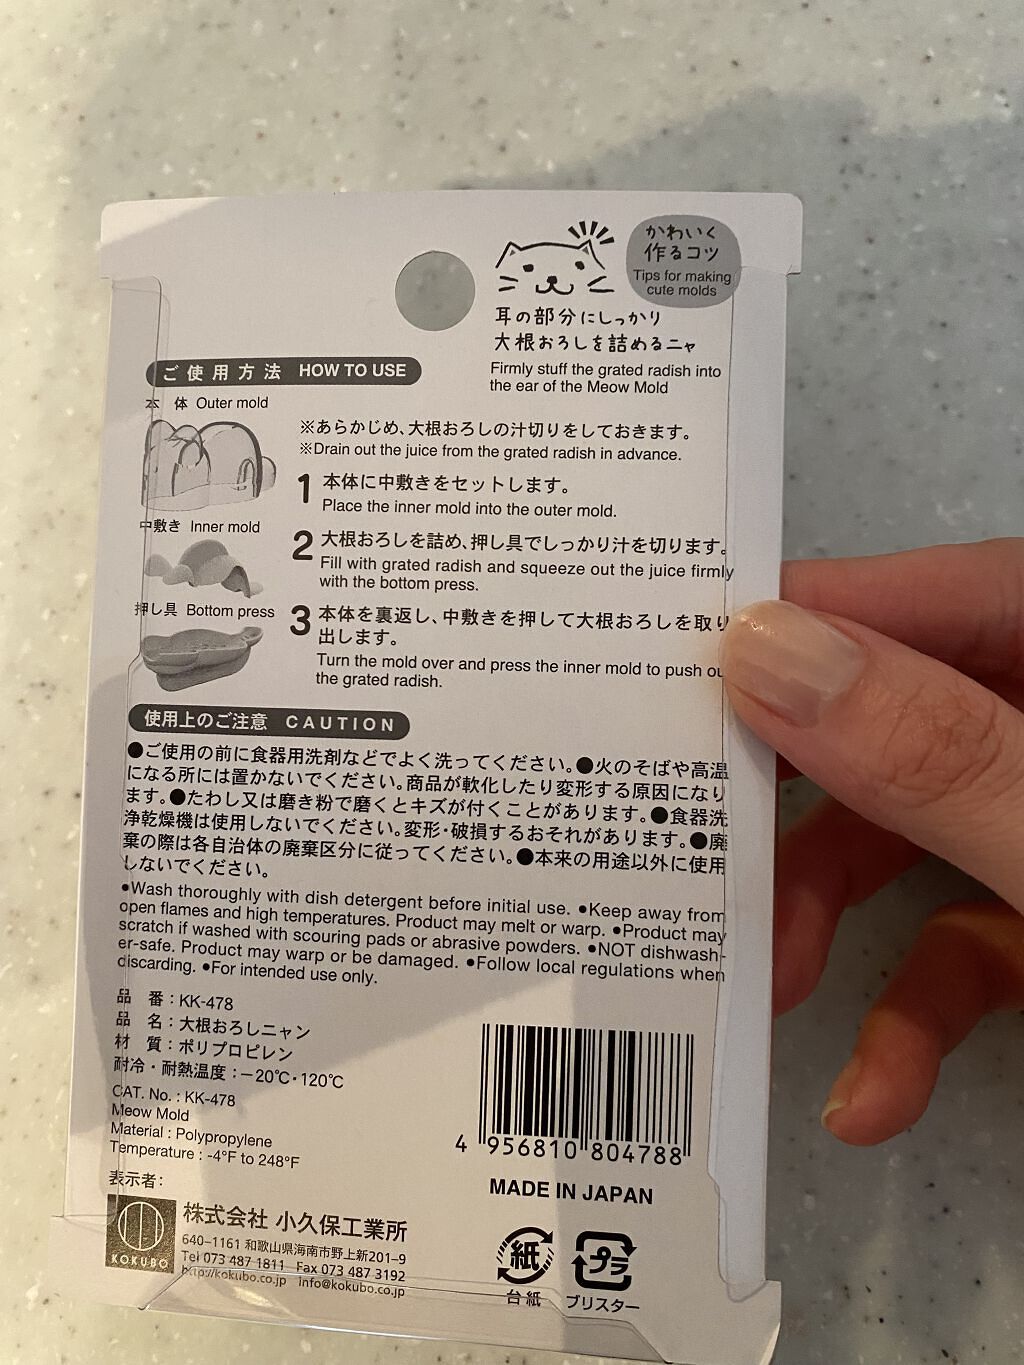 かわいく
作るコツ
Tips for making
cute molds
耳の部分にしっかり
大根おろしを詰めるニャ
Firmly stuff the grated radish into
the ear of the Meow Mold
ご使用方法 HOW TO USE
本 体 Outer mold
※あらかじめ、大根おろしの汁切りをしておきます。
※Drain out the juice from the grated radish in advance.
1 本体に中敷きをセットします。
Place the inner mold into the outer mold.
中敷き Inner mold
2 大根おろしを詰め、押し具でしっかり汁を切ります。
Fill with grated radish and squeeze out the juice firmly
with the bottom press.
押し具 Bottom press
3 本体を裏返し、中敷きを押して大根おろしを取り
出します。
Turn the mold over and press the inner mold to push ou
the grated radish.
使用上のご注意 CAUTION
●ご使用の前に食器用洗剤などでよく洗ってください。●火のそばや高温
になる所には置かないでください。商品が軟化したり変形する原因になり
ます。●たわし又は磨き粉で磨くとキズが付くことがあります。●食器洗
浄乾燥機は使用しないでください。変形・破損するおそれがあります。●廃
棄の際は各自治体の廃棄区分に従ってください。●本来の用途以外に使用
しないでください。
●Wash thoroughly with dish detergent before initial use. ●Keep away from
open flames and high temperatures. Product may melt or warp. ●Product may
scratch if washed with scouring pads or abrasive powders. ●NOT dishwash-
er-safe. Product may warp or be damaged. ●Follow local regulations when
discarding. ●For intended use only.
品 番：KK-478
品 名：大根おろしニャン
材 質：ポリプロピレン
耐冷・耐熱温度：－20℃・120℃
CAT. No. : KK-478
Meow Mold
Material : Polypropylene
Temperature : -4°F to 248°F
4 956810 804788
MADE IN JAPAN
表示者：
KOKUBO
株式会社 小久保工業所
640–1161 和歌山県海南市野上新201–9
Tel 073 487 1811 Fax 073 487 3192
http://kokubo.co.jp info@kokubo.co.jp
紙
台紙
プラ
ブリスター